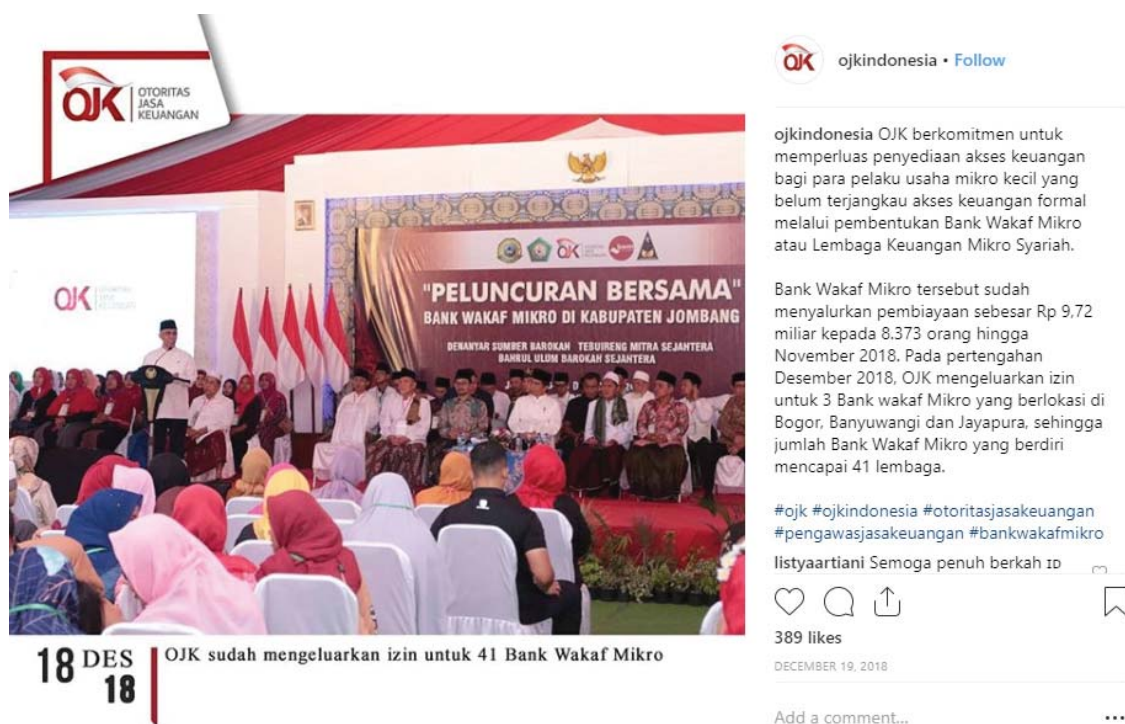 OJK
OTORITAS
JASA
KEUANGAN
OJK
"PELUNCURAN BERSAMA"
BANK WAKAF MIKRO DI KABUPATEN JOMBANG
DENANYAR SUMBER BAROKAH TEBUIRENG MITRA SEJAHTERA
BAHRUL ULUM BAROKAH SEJAHTERA
18 DES
18
OJK sudah mengeluarkan izin untuk 41 Bank Wakaf Mikro
OJK
ojkindonesia • Follow
ojkindonesia OJK berkomitmen untuk
memperluas penyediaan akses keuangan
bagi para pelaku usaha mikro kecil yang
belum terjangkau akses keuangan formal
melalui pembentukan Bank Wakaf Mikro
atau Lembaga Keuangan Mikro Syariah.
Bank Wakaf Mikro tersebut sudah
menyalurkan pembiayaan sebesar Rp 9,72
miliar kepada 8.373 orang hingga
November 2018. Pada pertengahan
Desember 2018, OJK mengeluarkan izin
untuk 3 Bank wakaf Mikro yang berlokasi di
Bogor, Banyuwangi dan Jayapura, sehingga
jumlah Bank Wakaf Mikro yang berdiri
mencapai 41 lembaga.
#ojk #ojkindonesia #otoritasjasakeuangan
#pengawasjasakeuangan #bankwakafmikro
listyaartiani Semoga penuh berkah ID
389 likes
DECEMBER 19, 2018
Add a comment...